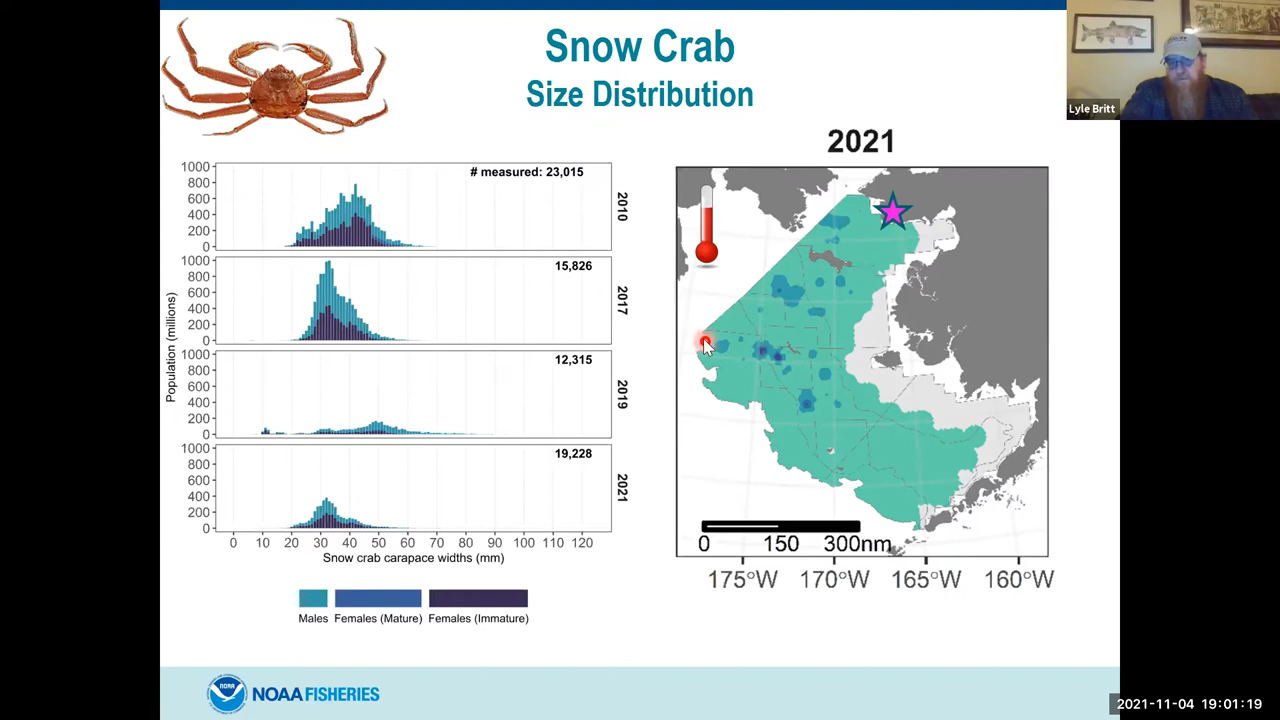 Snow Crab
Size Distribution
Lyle Britt
1000
800
600
400
200
0
# measured: 23,015
2010
1000
800
600
400
200
0
15,826
2017
1000
800
600
400
200
0
12,315
2019
1000
800
600
400
200
0
19,228
2021
Population (millions)
0 10 20 30 40 50 60 70 80 90 100 110 120
Snow crab carapace widths (mm)
Males Females (Mature) Females (Immature)
2021
0 150 300nm
175°W 170°W 165°W 160°W
NOAA
NOAA FISHERIES
2021-11-04 19:01:19